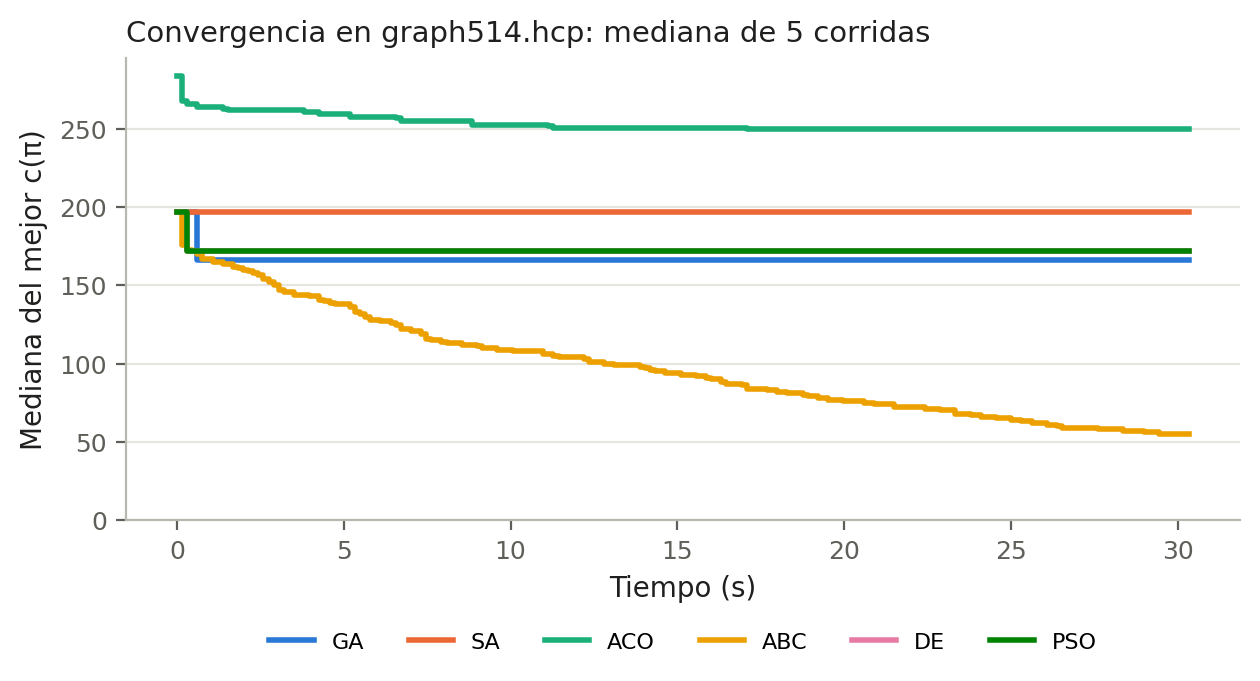 Convergencia en graph514.hcp: mediana de 5 corridas
Mediana del mejor c(π)
250
200
150
100
50
0
0 5 10 15 20 25 30
Tiempo (s)
GA SA ACO ABC DE PSO